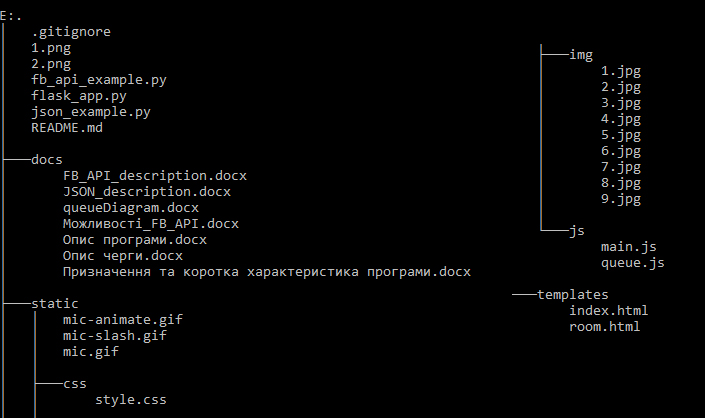 E:.
.gitignore
1.png
2.png
fb_api_example.py
flask_app.py
json_example.py
README.md
docs
FB_API_description.docx
JSON_description.docx
queueDiagram.docx
Можливості_FB_API.docx
Опис програми.docx
Опис черги.docx
Призначення та коротка характеристика програми.docx
static
mic-animate.gif
mic-slash.gif
mic.gif
css
style.css
img
1.jpg
2.jpg
3.jpg
4.jpg
5.jpg
6.jpg
7.jpg
8.jpg
9.jpg
js
main.js
queue.js
templates
index.html
room.html